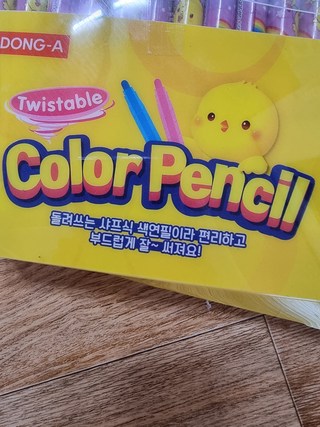 DONG-A
Twistable
Color Pencil
돌려쓰는 샤프식 색연필이라 편리하고
부드럽게 잘~ 써져요!